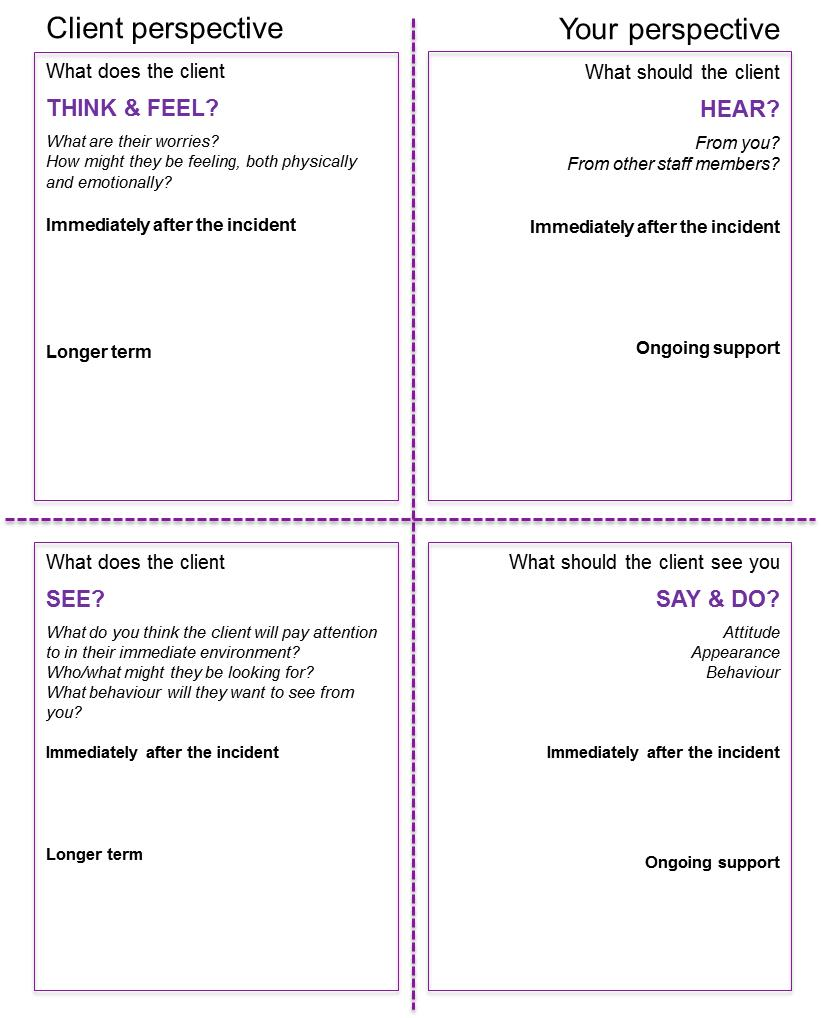 Client perspective
What does the client
THINK & FEEL?
What are their worries?
How might they be feeling, both physically
and emotionally?
Immediately after the incident
Longer term
Your perspective
What should the client
HEAR?
From you?
From other staff members?
Immediately after the incident
Ongoing support
What does the client
SEE?
What do you think the client will pay attention
to in their immediate environment?
Who/what might they be looking for?
What behaviour will they want to see from
you?
Immediately after the incident
Longer term
What should the client see you
SAY & DO?
Attitude
Appearance
Behaviour
Immediately after the incident
Ongoing support